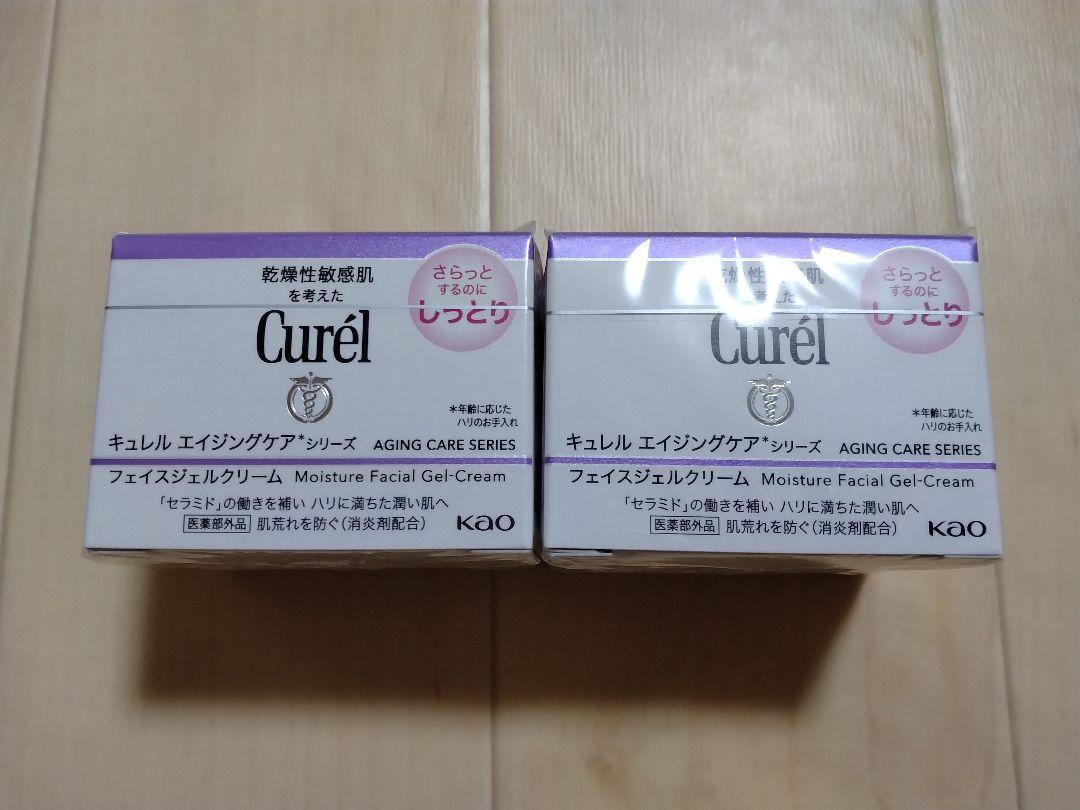 乾燥性敏感肌
を考えた
Curél
さらっと
するのに
しっとり
*年齢に応じた
ハリのお手入れ
キュレル エイジングケア*シリーズ AGING CARE SERIES
フェイスジェルクリーム Moisture Facial Gel-Cream
「セラミド」の働きを補い ハリに満ちた潤い肌へ
医薬部外品 肌荒れを防ぐ(消炎剤配合)
Kao
乾燥性敏感肌
を考えた
Curél
さらっと
するのに
しっとり
*年齢に応じた
ハリのお手入れ
キュレル エイジングケア*シリーズ AGING CARE SERIES
フェイスジェルクリーム Moisture Facial Gel-Cream
「セラミド」の働きを補い ハリに満ちた潤い肌へ
医薬部外品 肌荒れを防ぐ(消炎剤配合)
Kao